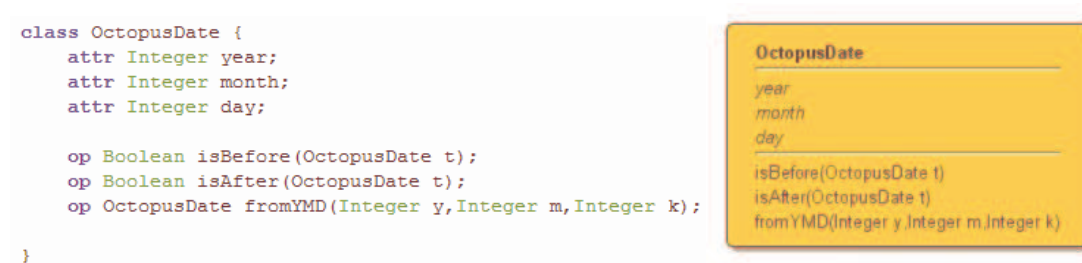 class OctopusDate {
attr Integer year;
attr Integer month;
attr Integer day;
op Boolean isBefore(OctopusDate t);
op Boolean isAfter(OctopusDate t);
op OctopusDate fromYMD(Integer y,Integer m,Integer k);
}
OctopusDate
year
month
day
isBefore(OctopusDate t)
isAfter(OctopusDate t)
fromYMD(Integer y,Integer m,Integer k)